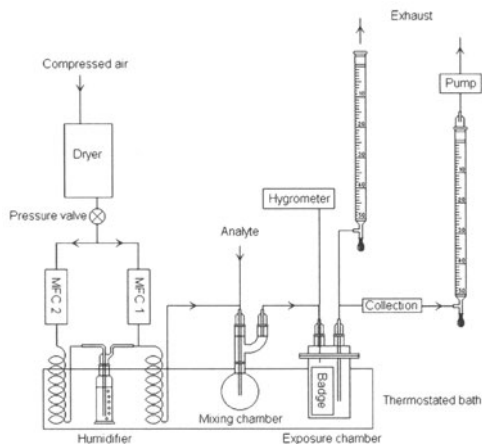 Exhaust
Compressed air
Pump
Dryer
Hygrometer
Pressure valve
Analyte
MFC 2
MFC 1
Collection
Badge
Thermostated bath
Mixing chamber
Humidifier
Exposure chamber